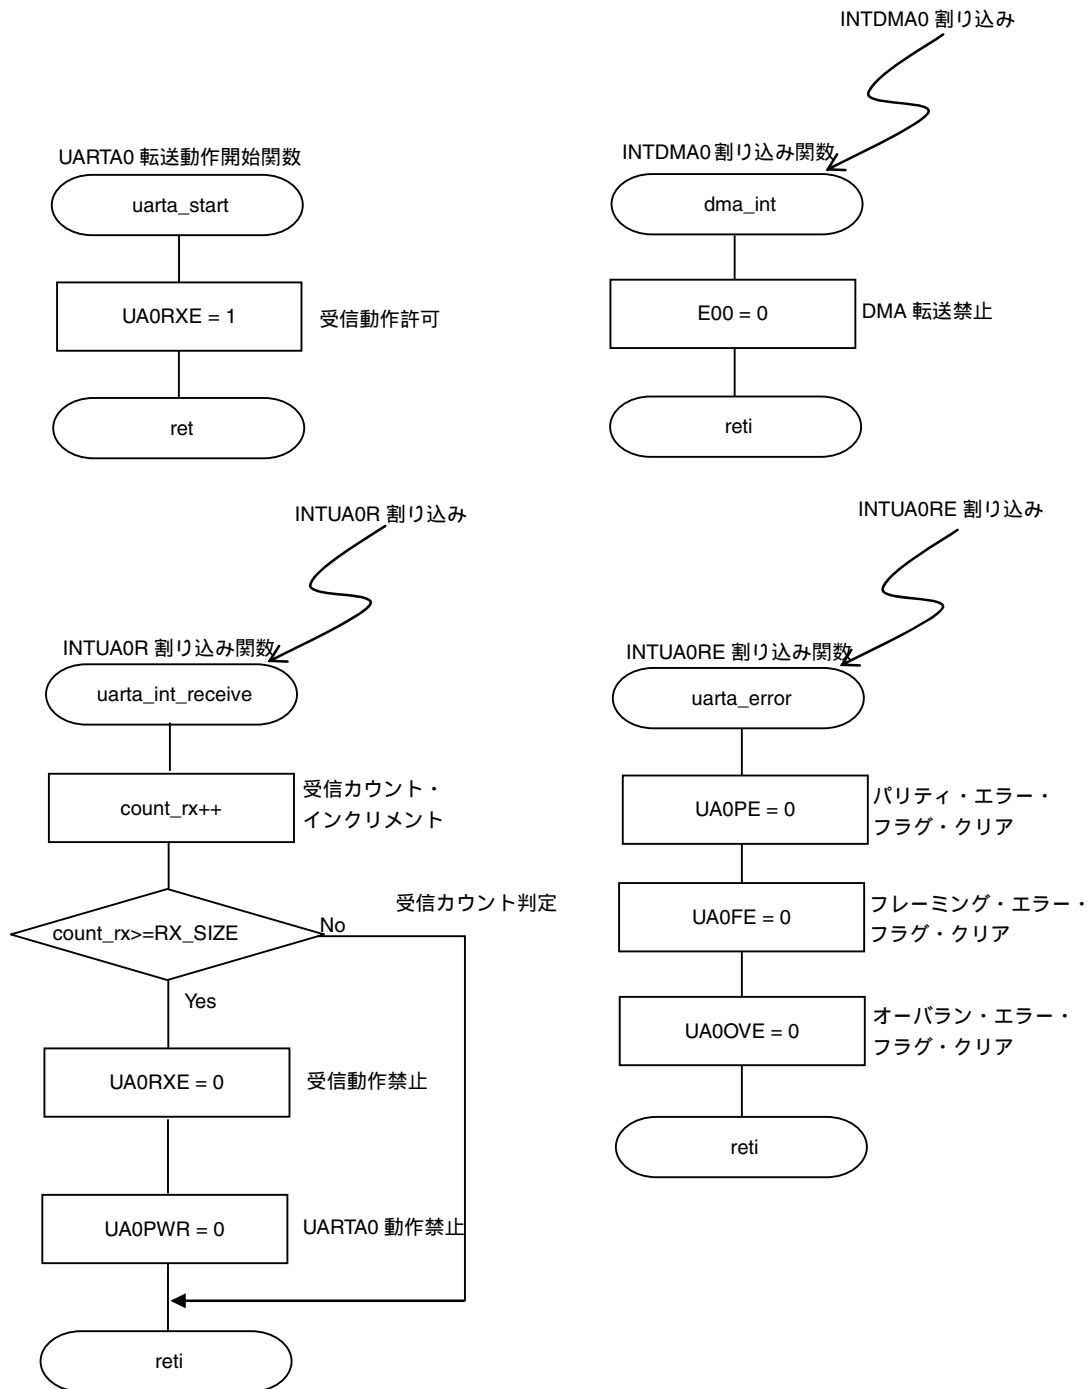 INTDMA0 割り込み
UARTA0 転送動作開始関数
uarta_start
UA0RXE = 1
受信動作許可
ret
INTDMA0 割り込み関数
dma_int
E00 = 0
DMA 転送禁止
reti
INTUA0R 割り込み
INTUA0R 割り込み関数
uarta_int_receive
count_rx++
受信カウント・
インクリメント
受信カウント判定
count_rx>=RX_SIZE
No
Yes
UA0RXE = 0
受信動作禁止
UA0PWR = 0
UARTA0 動作禁止
reti
INTUA0RE 割り込み
INTUA0RE 割り込み関数
uarta_error
UA0PE = 0
パリティ・エラー・
フラグ・クリア
UA0FE = 0
フレーミング・エラー・
フラグ・クリア
UA0OVE = 0
オーバラン・エラー・
フラグ・クリア
reti